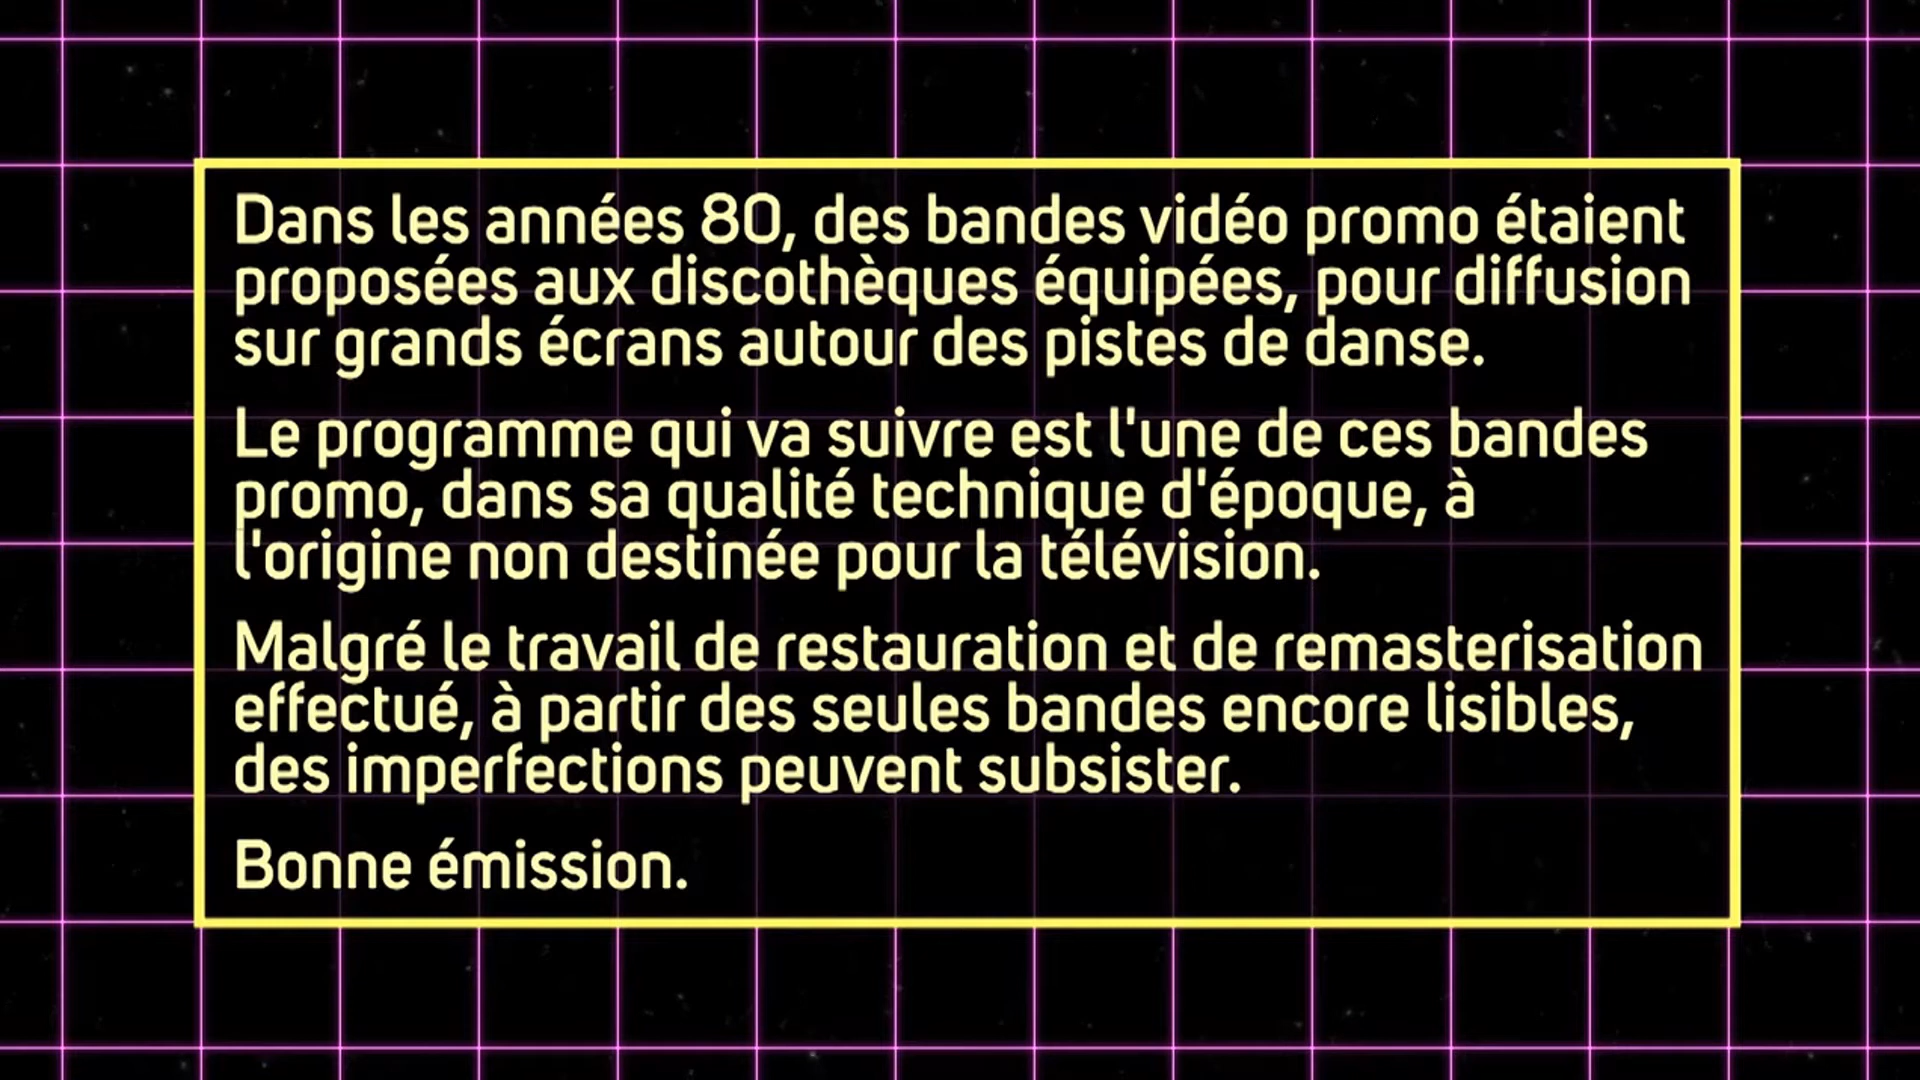 Dans les années 80, des bandes vidéo promo étaient
proposées aux discothèques équipées, pour diffusion
sur grands écrans autour des pistes de danse.
Le programme qui va suivre est l'une de ces bandes
promo, dans sa qualité technique d'époque, à
l'origine non destinée pour la télévision.
Malgré le travail de restauration et de remasterisation
effectué, à partir des seules bandes encore lisibles,
des imperfections peuvent subsister.
Bonne émission.